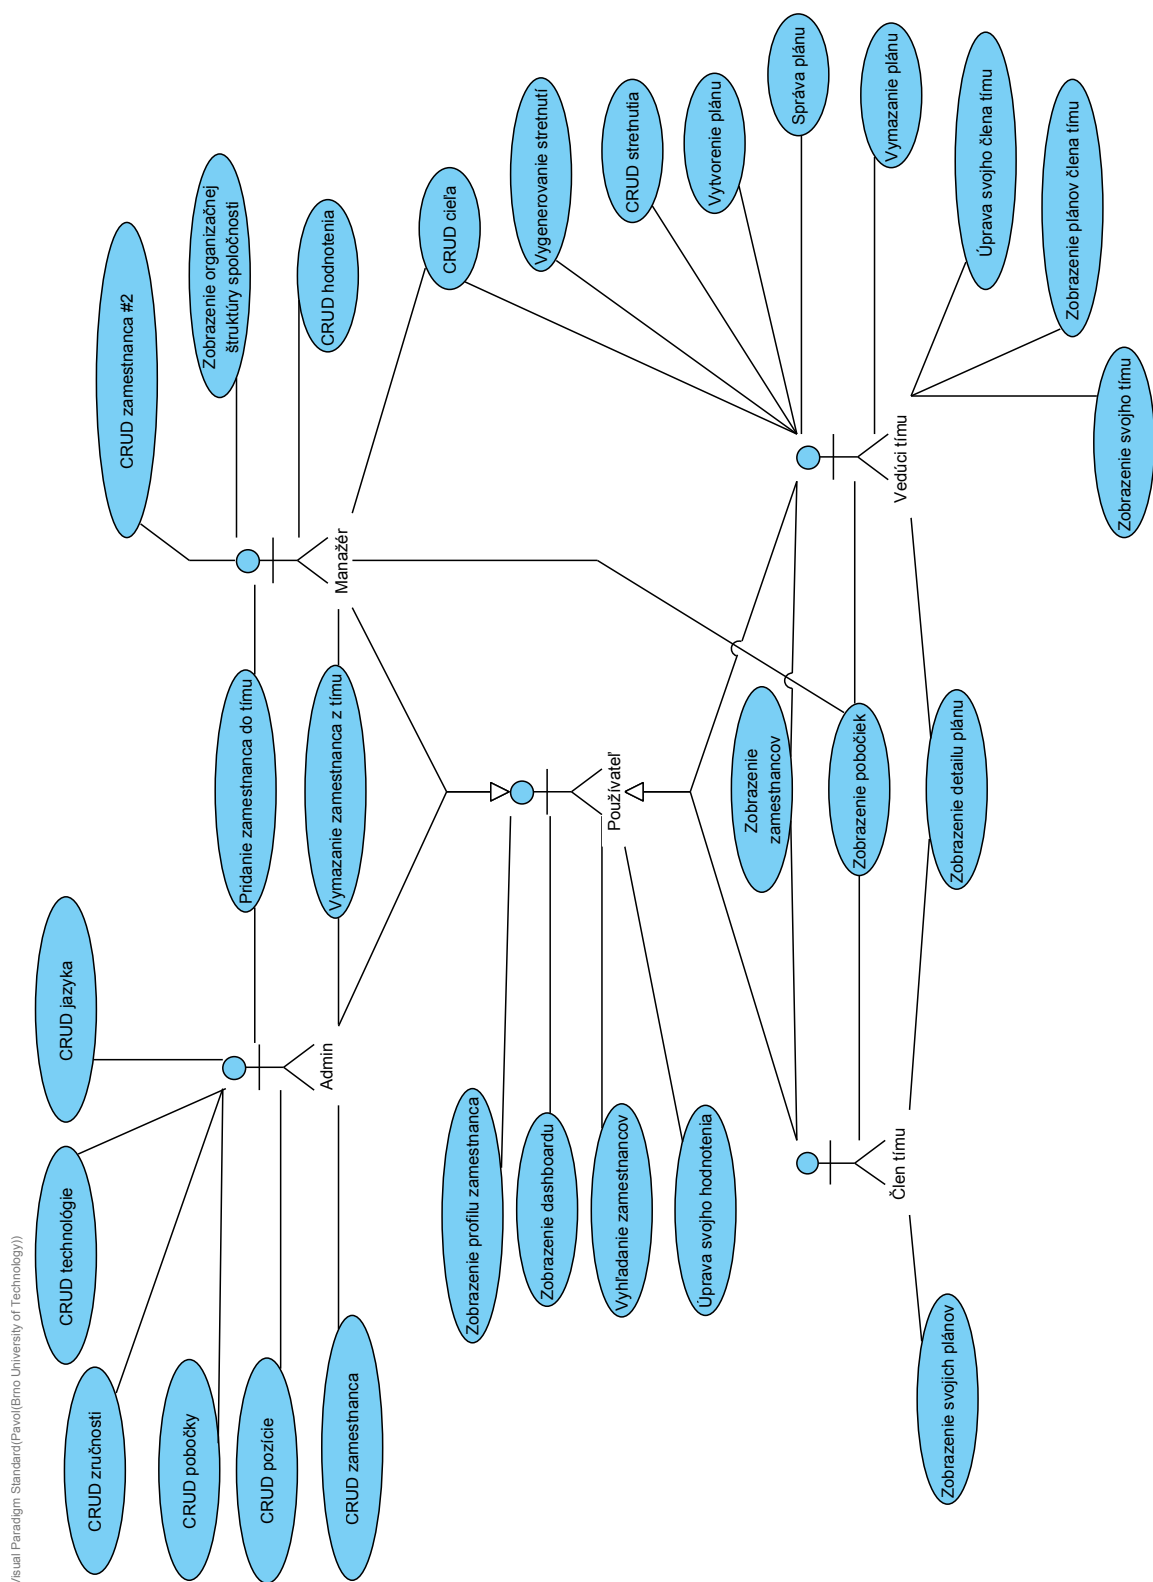 Visual Paradigm Standard(Pavol(Brno University of Technology))
CRUD zručnosti
CRUD technológie
CRUD jazyka
CRUD pobočky
CRUD pozície
CRUD zamestnanca
Admin
Pridanie zamestnanca do tímu
Vymazanie zamestnanca z tímu
CRUD zamestnanca #2
Zobrazenie organizačnej
štruktúry spoločnosti
CRUD hodnotenia
Manažér
CRUD cieľa
Zobrazenie profilu zamestnanca
Zobrazenie dashboardu
Vyhľadanie zamestnancov
Úprava svojho hodnotenia
Používateľ
Vygenerovanie stretnutí
CRUD stretnutia
Vytvorenie plánu
Správa plánu
Vymazanie plánu
Zobrazenie
zamestnancov
Zobrazenie pobočiek
Zobrazenie detailu plánu
Člen tímu
Vedúci tímu
Zobrazenie svojich plánov
Úprava svojho člena tímu
Zobrazenie plánov člena tímu
Zobrazenie svojho tímu